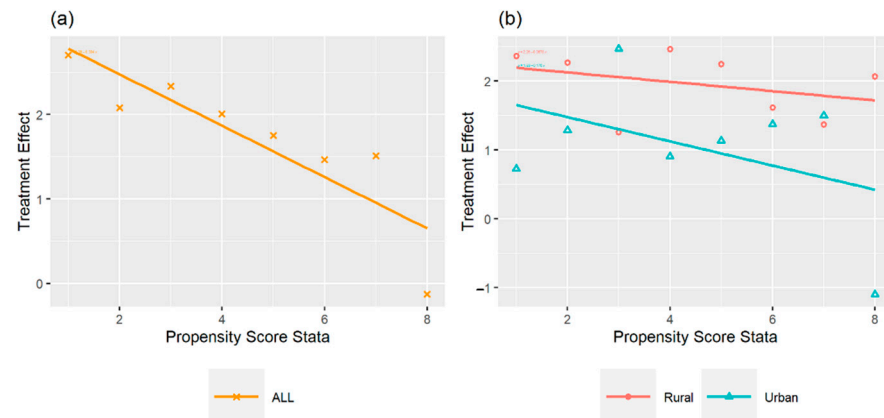 (a)
Treatment Effect
2
1
0
2
4
6
8
Propensity Score Stata
ALL
(b)
Treatment Effect
2
1
0
−1
2
4
6
8
Propensity Score Stata
Rural
Urban